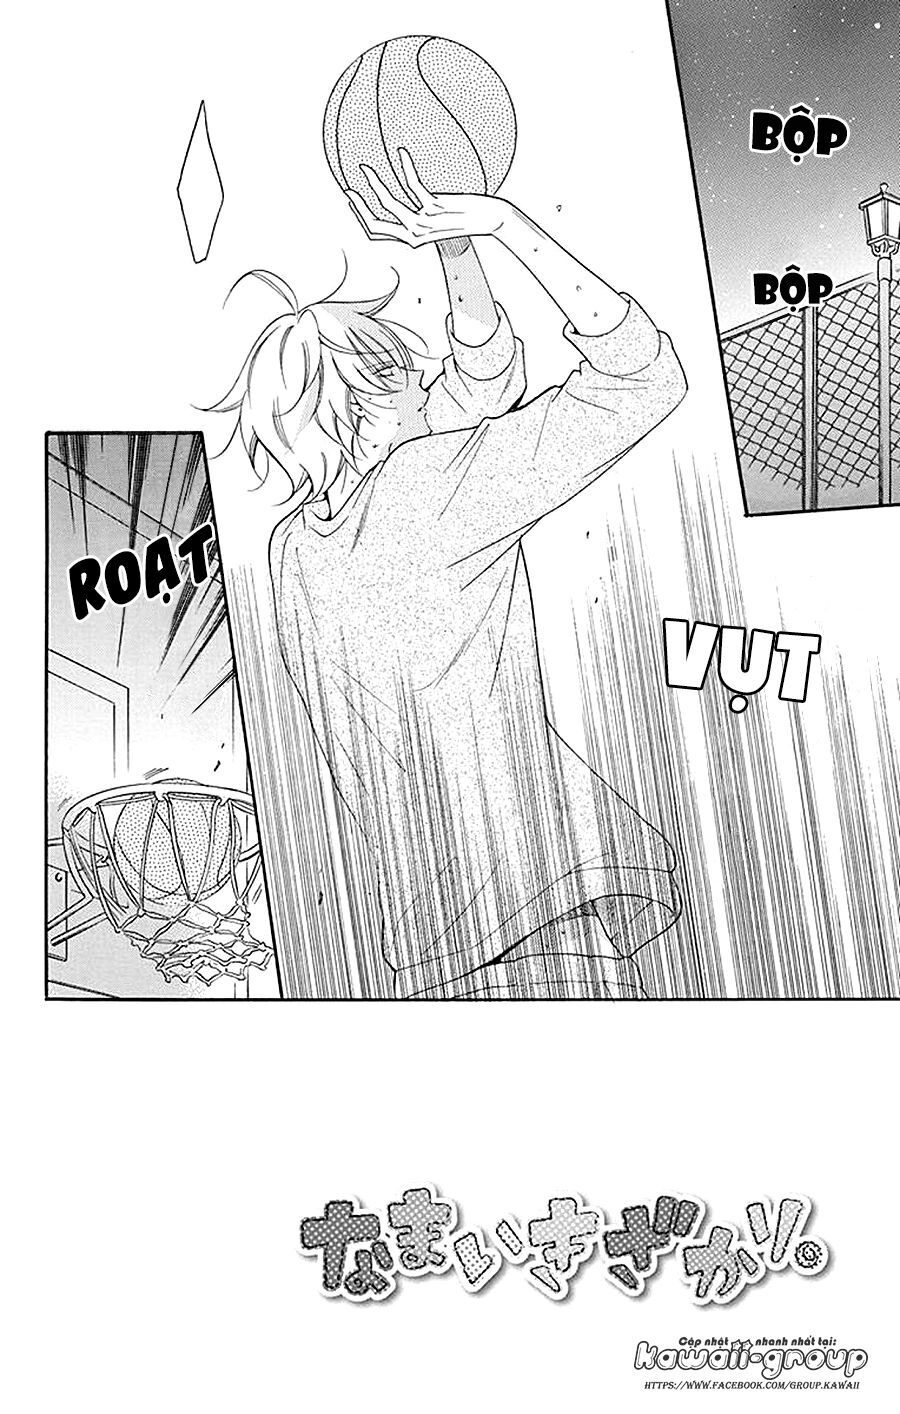 BỘP
BỘP
VỤT
ROẠT
なまいきざかり。
Cập nhật nhanh nhất tại:
kawaii-group
HTTPS://WWW.FACEBOOK.COM/GROUP.KAWAII